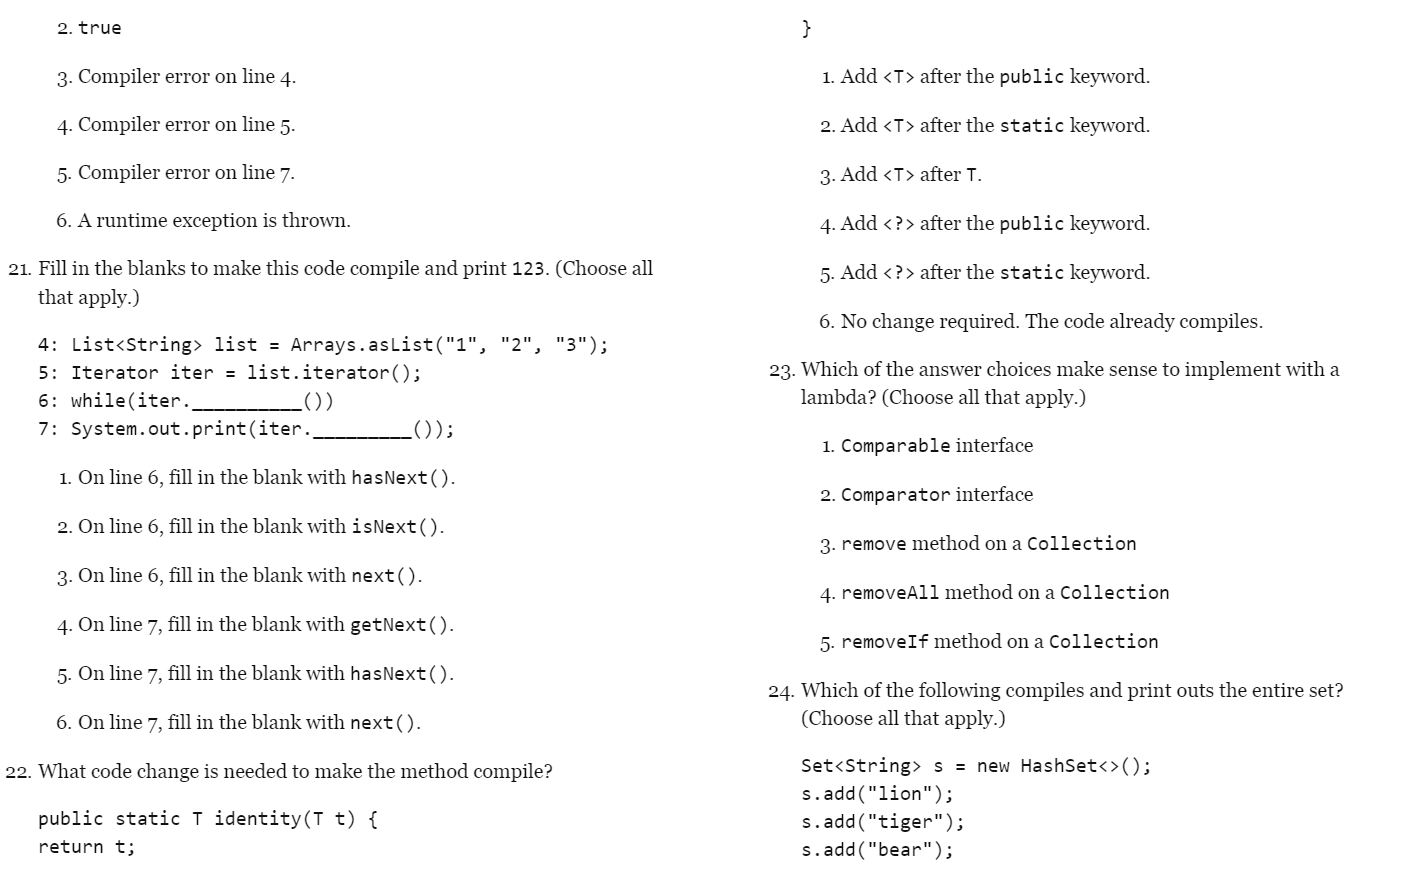 2. true
3. Compiler error on line 4.
4. Compiler error on line 5.
5. Compiler error on line 7.
6. A runtime exception is thrown.
21. Fill in the blanks to make this code compile and print 123. (Choose all
that apply.)
4: List<String> list = Arrays.asList("1", "2", "3");
5: Iterator iter = list.iterator();
6: while(iter.__________())
7: System.out.print(iter._________());
1. On line 6, fill in the blank with hasNext().
2. On line 6, fill in the blank with isNext().
3. On line 6, fill in the blank with next().
4. On line 7, fill in the blank with getNext().
5. On line 7, fill in the blank with hasNext().
6. On line 7, fill in the blank with next().
22. What code change is needed to make the method compile?
public static T identity(T t) {
return t;
}
1. Add <T> after the public keyword.
2. Add <T> after the static keyword.
3. Add <T> after T.
4. Add <?> after the public keyword.
5. Add <?> after the static keyword.
6. No change required. The code already compiles.
23. Which of the answer choices make sense to implement with a
lambda? (Choose all that apply.)
1. Comparable interface
2. Comparator interface
3. remove method on a Collection
4. removeAll method on a Collection
5. removeIf method on a Collection
24. Which of the following compiles and print outs the entire set?
(Choose all that apply.)
Set<String> s = new HashSet<>();
s.add("lion");
s.add("tiger");
s.add("bear");